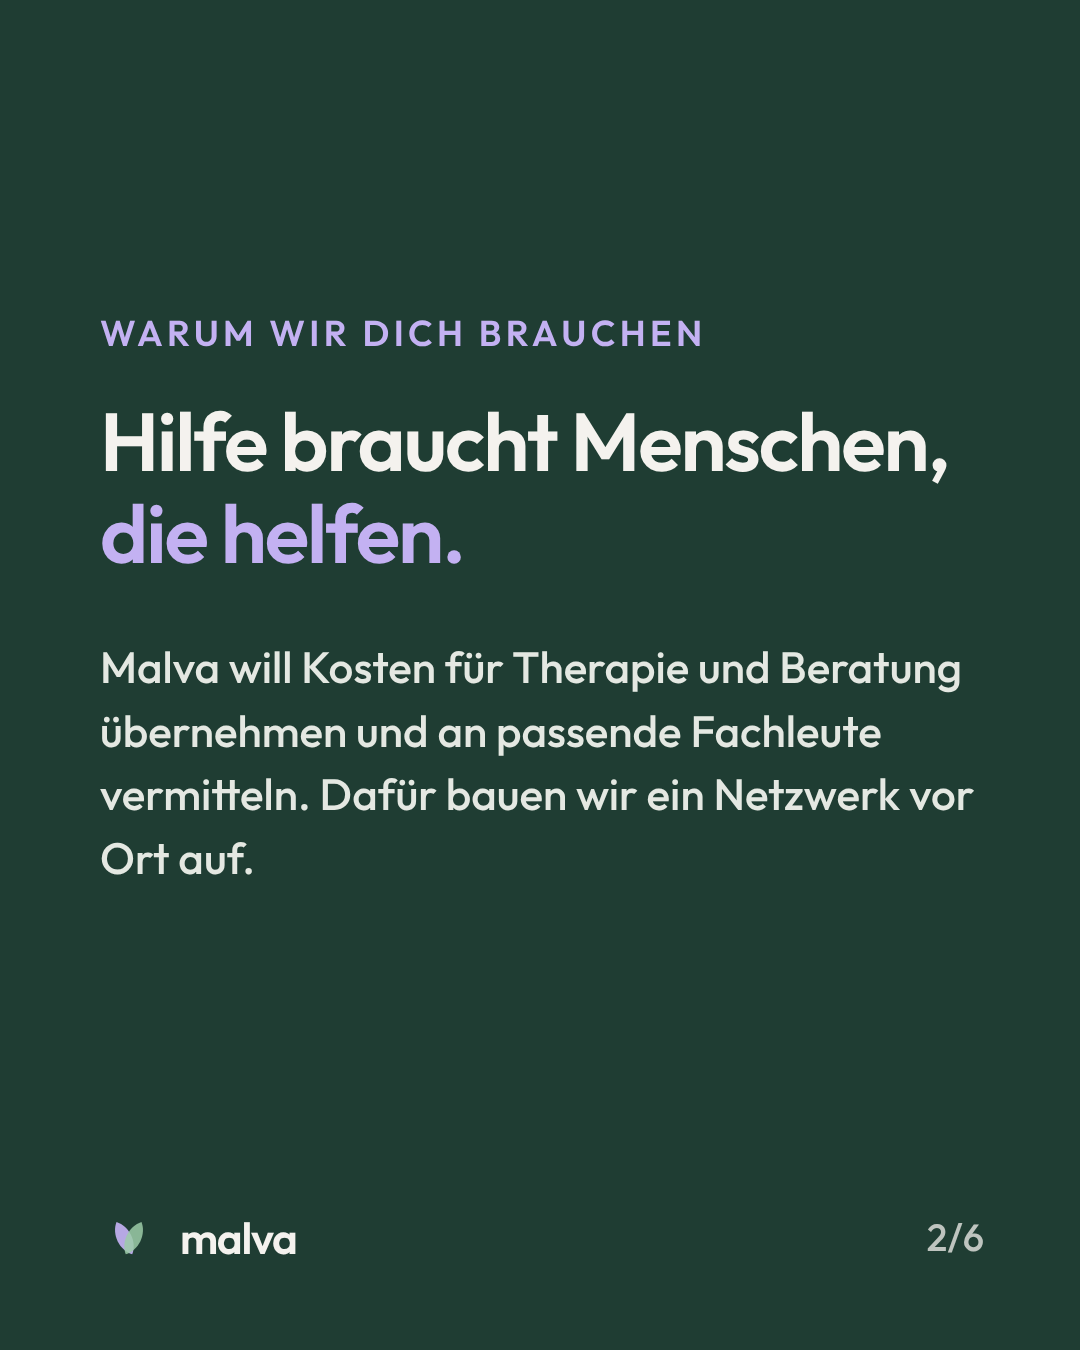 WARUM WIR DICH BRAUCHEN
Hilfe braucht Menschen,
die helfen.
Malva will Kosten für Therapie und Beratung
übernehmen und an passende Fachleute
vermitteln. Dafür bauen wir ein Netzwerk vor
Ort auf.
malva
2/6